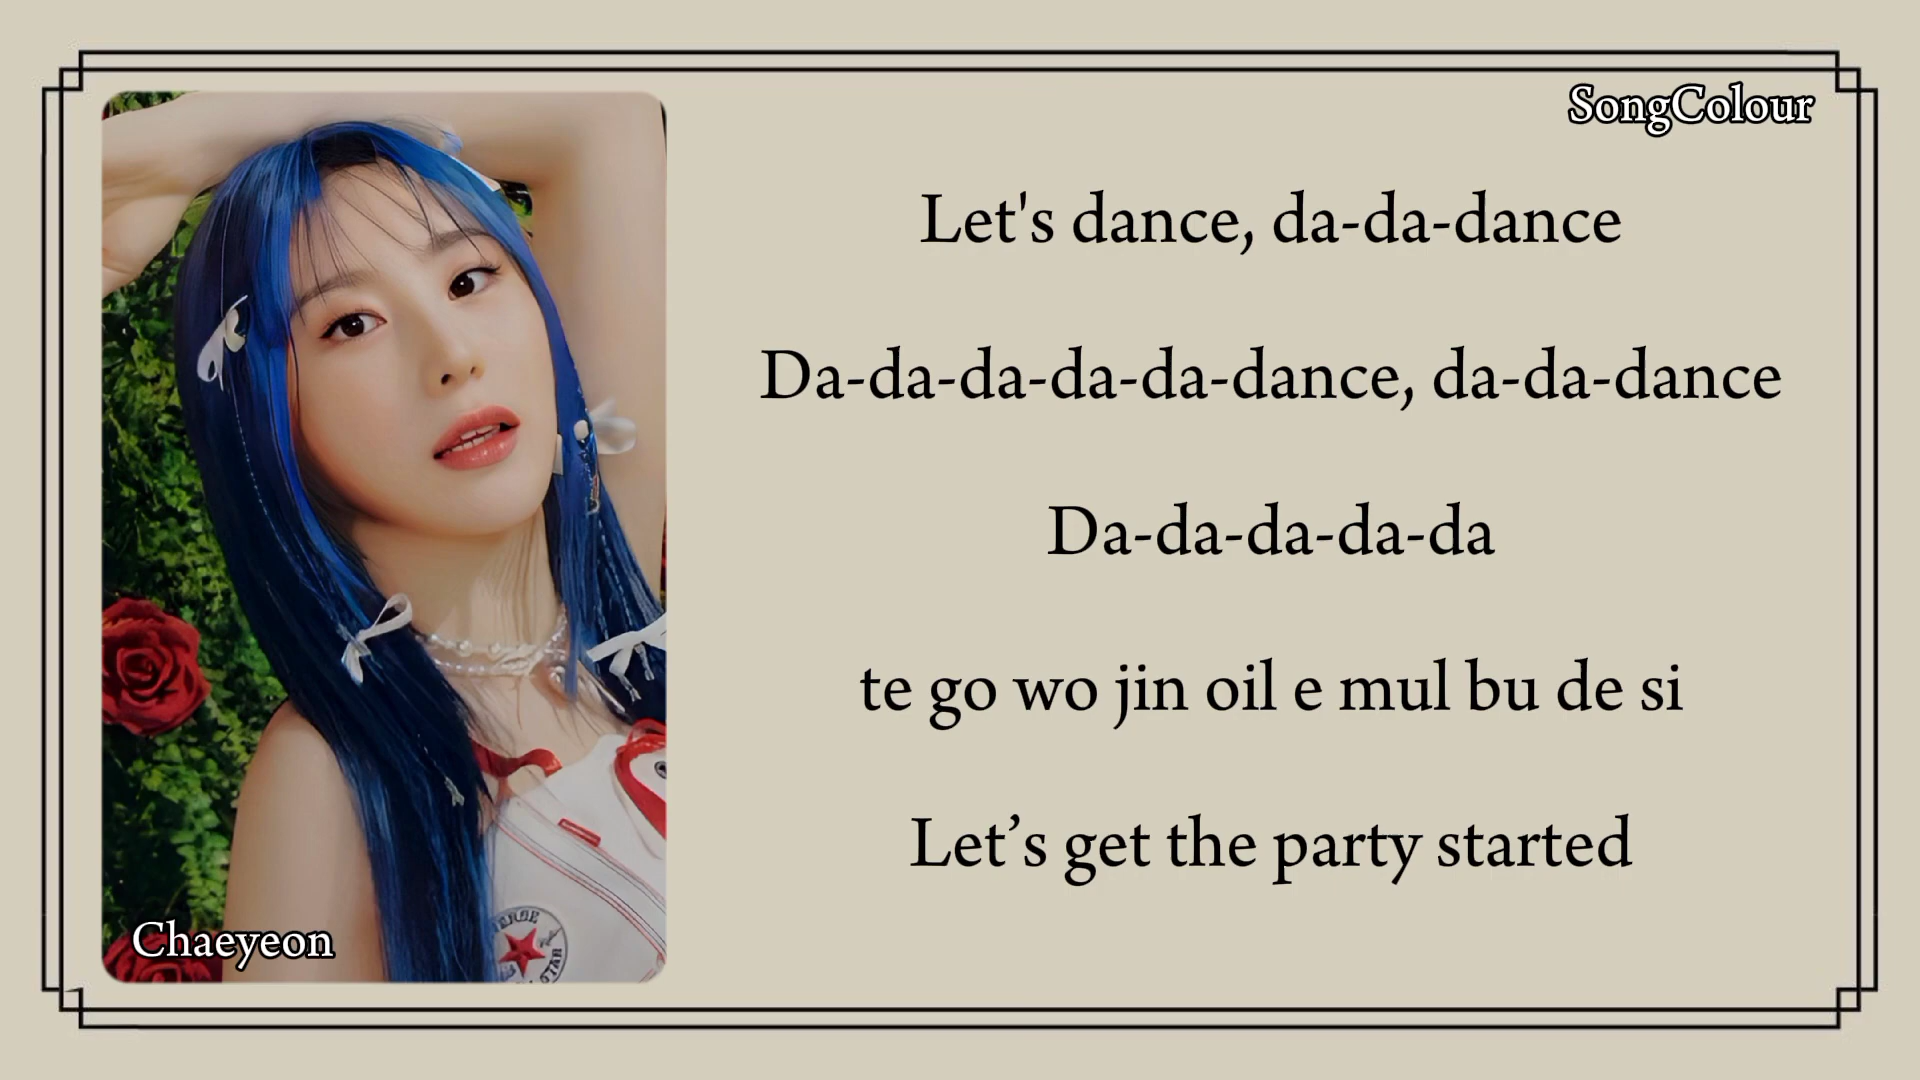 SongColour
Let's dance, da-da-dance
Da-da-da-da-da-dance, da-da-dance
Da-da-da-da-da
te go wo jin oil e mul bu de si
Let’s get the party started
Chaeyeon